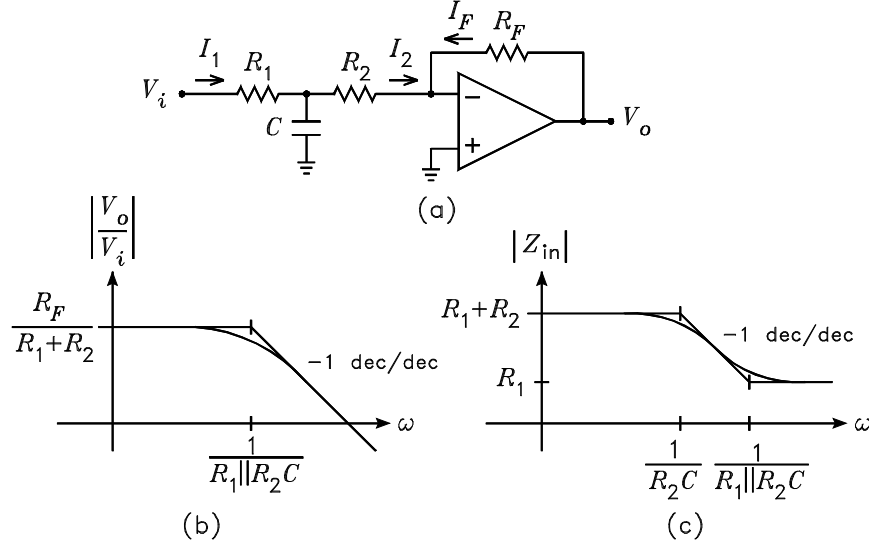 I_F R_F
I_1 R_1 R_2 I_2
V_i
−
C
+
V_o
(a)
|V_o/V_i|
R_F/(R_1+R_2)
−1 dec/dec
ω
1/(R_1||R_2C)
(b)
|Z_in|
R_1+R_2
−1 dec/dec
R_1
ω
1/(R_2C) 1/(R_1||R_2C)
(c)